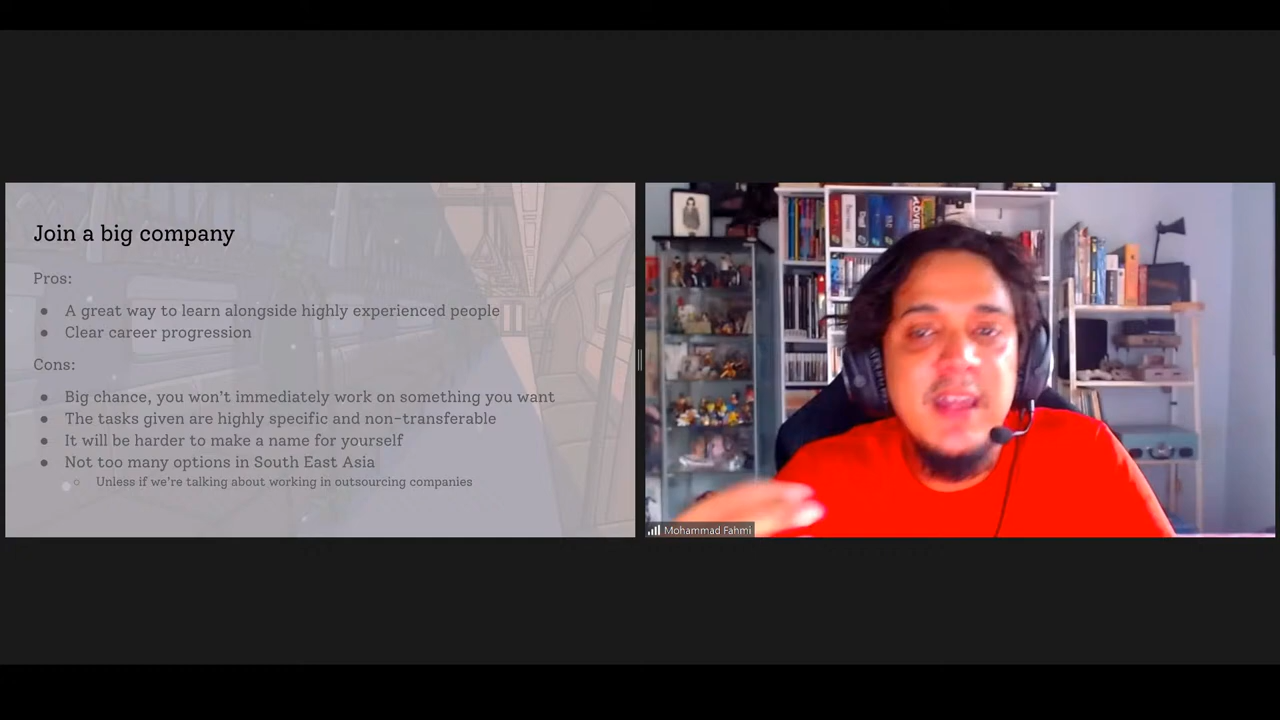 Join a big company
Pros:
● A great way to learn alongside highly experienced people
● Clear career progression
Cons:
● Big chance, you won't immediately work on something you want
● The tasks given are highly specific and non-transferable
● It will be harder to make a name for yourself
● Not too many options in South East Asia
○ Unless if we're talking about working in outsourcing companies
Mohammad Fahmi